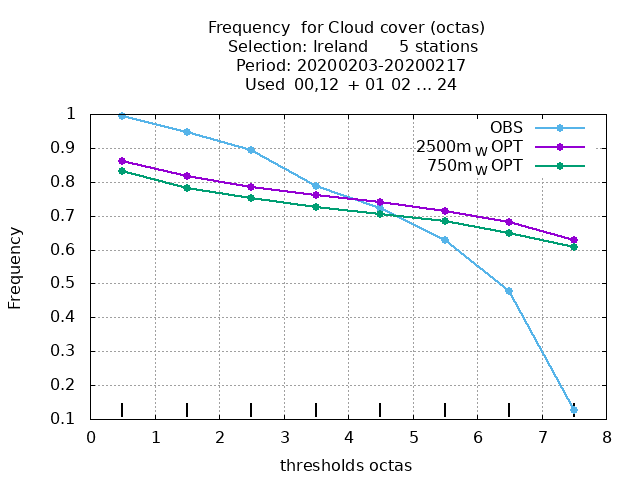 Frequency  for Cloud cover (octas)
Selection: Ireland      5 stations
Period: 20200203-20200217
Used  00,12  + 01 02 ... 24
OBS
2500m W OPT
750m W OPT
1
0.9
0.8
0.7
0.6
0.5
0.4
0.3
0.2
0.1
Frequency
0 1 2 3 4 5 6 7 8
thresholds octas